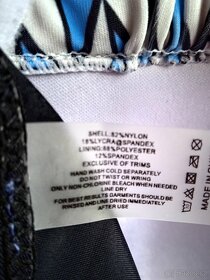 SHELL:82%NYLON
18%LYCRA@SPANDEX
LINING:88%POLYESTER
12%SPANDEX
EXCLUSIVE OF TRIMS
HAND WASH COLD SEPARATELY
DO NOT WRING OR TWIST
ONLY NON-CHLORINE BLEACH WHEN NEEDED
LINE DRY
FOR BEST RESULTS GARMENTS SHOULD BE
RINSED AND LINE DRIED IMMEDIATELY
AFTER USE
MADE IN